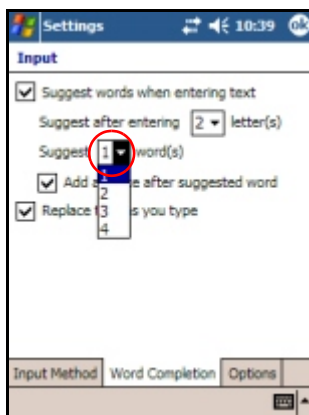 Settings 10:39 ok
Input
Suggest words when entering text
Suggest after entering 2 letter(s)
Suggest 1 word(s)
1
Add a e after suggested word
2
Replace t s you type
3
4
Input Method Word Completion Options